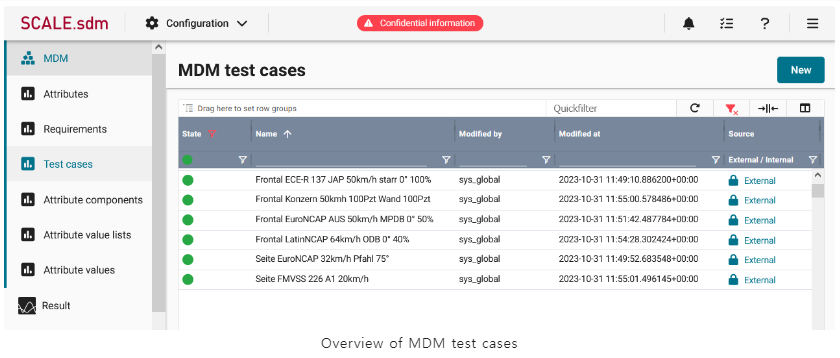 SCALE.sdm Configuration Confidential information ?
MDM
Attributes
Requirements
Test cases
Attribute components
Attribute value lists
Attribute values
Result
MDM test cases New
Drag here to set row groups Quickfilter
State Name Modified by Modified at Source
External / Internal
Frontal ECE-R 137 JAP 50km/h starr 0° 100% sys_global 2023-10-31 11:49:10.886200+00:00 External
Frontal Konzern 50kmh 100Pzt Wand 100Pzt sys_global 2023-10-31 11:55:00.578486+00:00 External
Frontal EuroNCAP AUS 50km/h MPDB 0° 50% sys_global 2023-10-31 11:51:42.487784+00:00 External
Frontal LatinNCAP 64km/h ODB 0° 40% sys_global 2023-10-31 11:54:28.302424+00:00 External
Seite EuroNCAP 32km/h Pfahl 75° sys_global 2023-10-31 11:49:52.683548+00:00 External
Seite FMVSS 226 A1 20km/h sys_global 2023-10-31 11:55:01.496145+00:00 External
Overview of MDM test cases